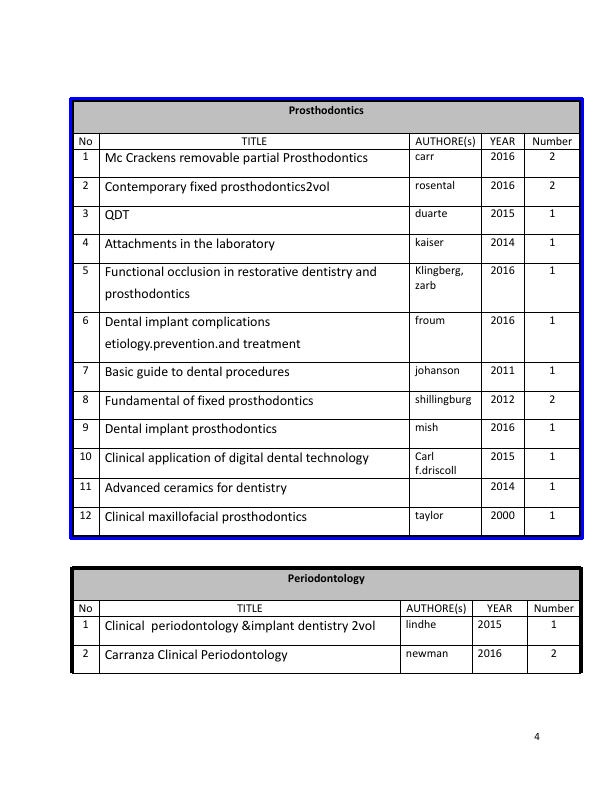 Prosthodontics
No TITLE AUTHORE(s) YEAR Number
1 Mc Crackens removable partial Prosthodontics carr 2016 2
2 Contemporary fixed prosthodontics2vol rosental 2016 2
3 QDT duarte 2015 1
4 Attachments in the laboratory kaiser 2014 1
5 Functional occlusion in restorative dentistry and Klingberg, 2016 1
prosthodontics zarb
6 Dental implant complications froum 2016 1
etiology.prevention.and treatment
7 Basic guide to dental procedures johanson 2011 1
8 Fundamental of fixed prosthodontics shillingburg 2012 2
9 Dental implant prosthodontics mish 2016 1
10 Clinical application of digital dental technology Carl 2015 1
f.driscoll
11 Advanced ceramics for dentistry 2014 1
12 Clinical maxillofacial prosthodontics taylor 2000 1
Periodontology
No TITLE AUTHORE(s) YEAR Number
1 Clinical periodontology &implant dentistry 2vol lindhe 2015 1
2 Carranza Clinical Periodontology newman 2016 2
4